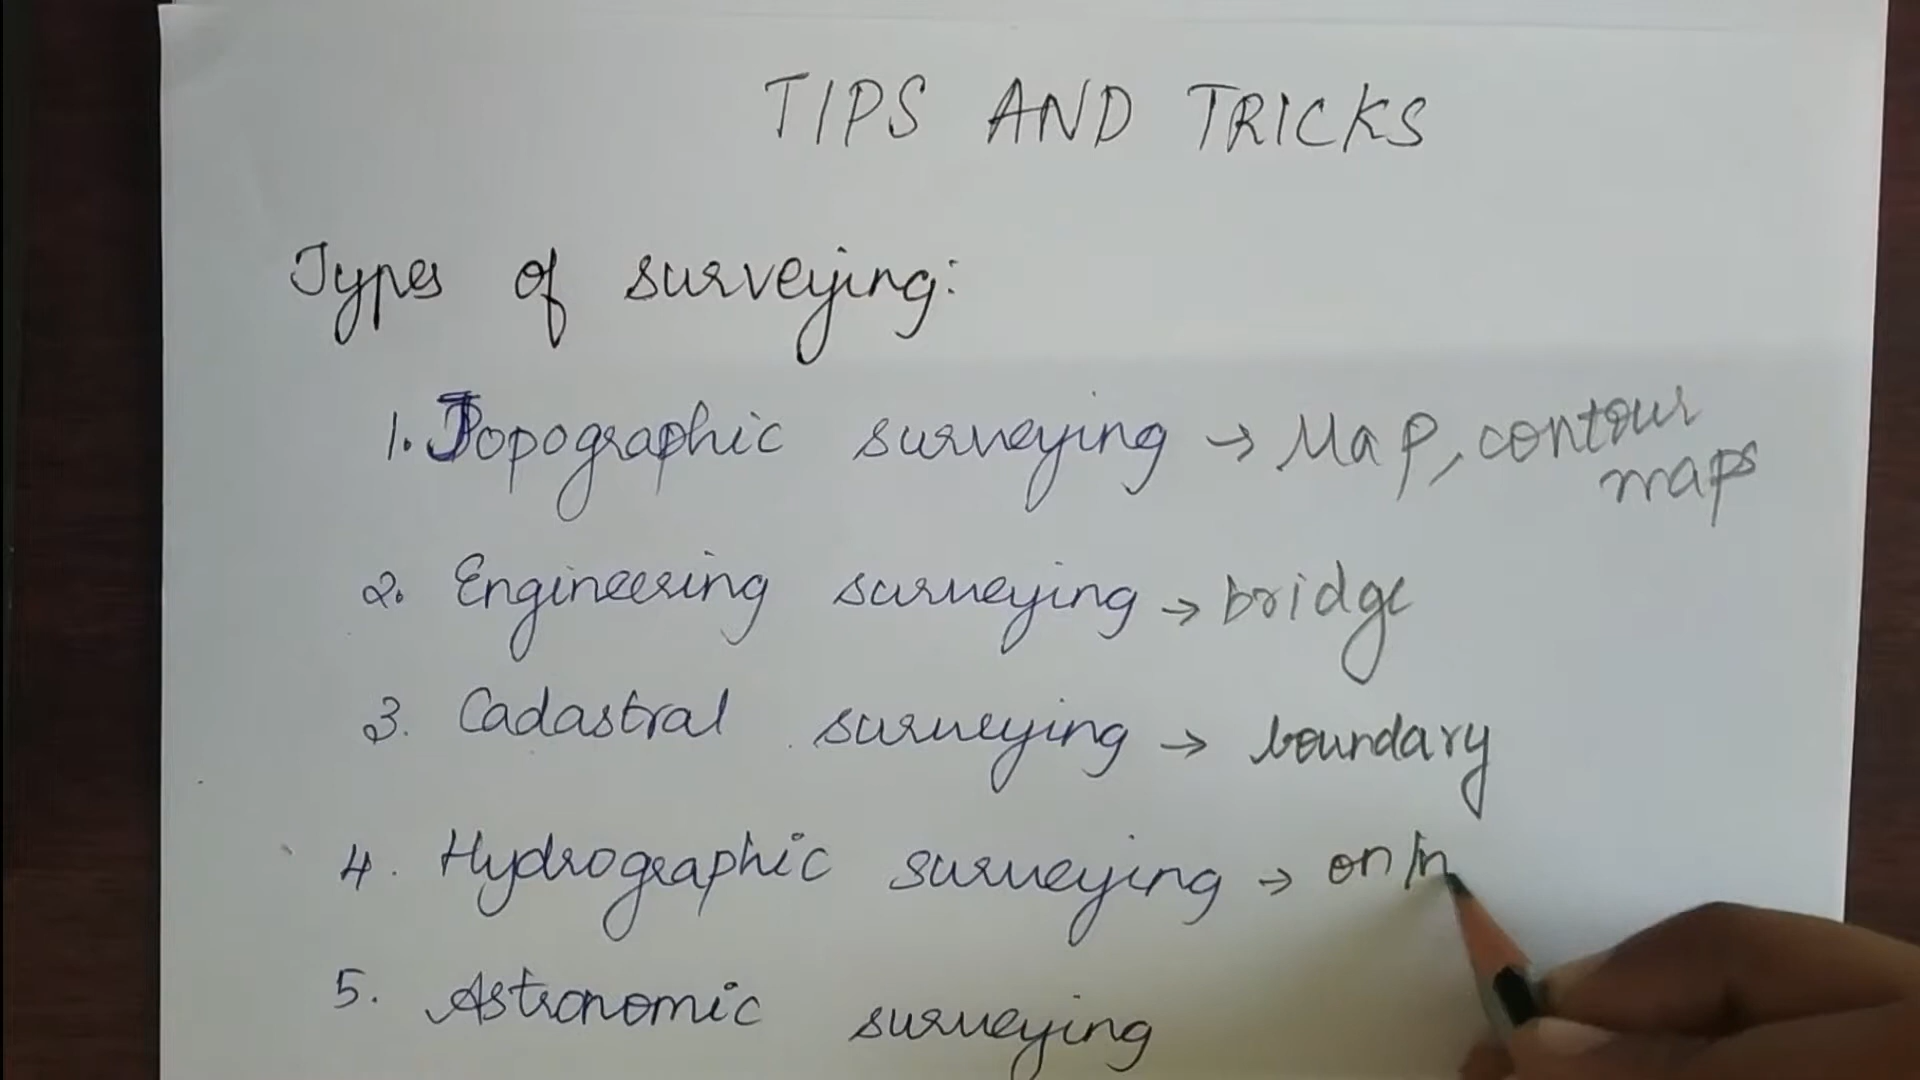 TIPS AND TRICKS
Types of surveying:
1. Topographic surveying → Map, contour
maps
2. Engineering surveying → bridge
3. Cadastral surveying → boundary
4. Hydrographic surveying → on/in
5. Astronomic surveying